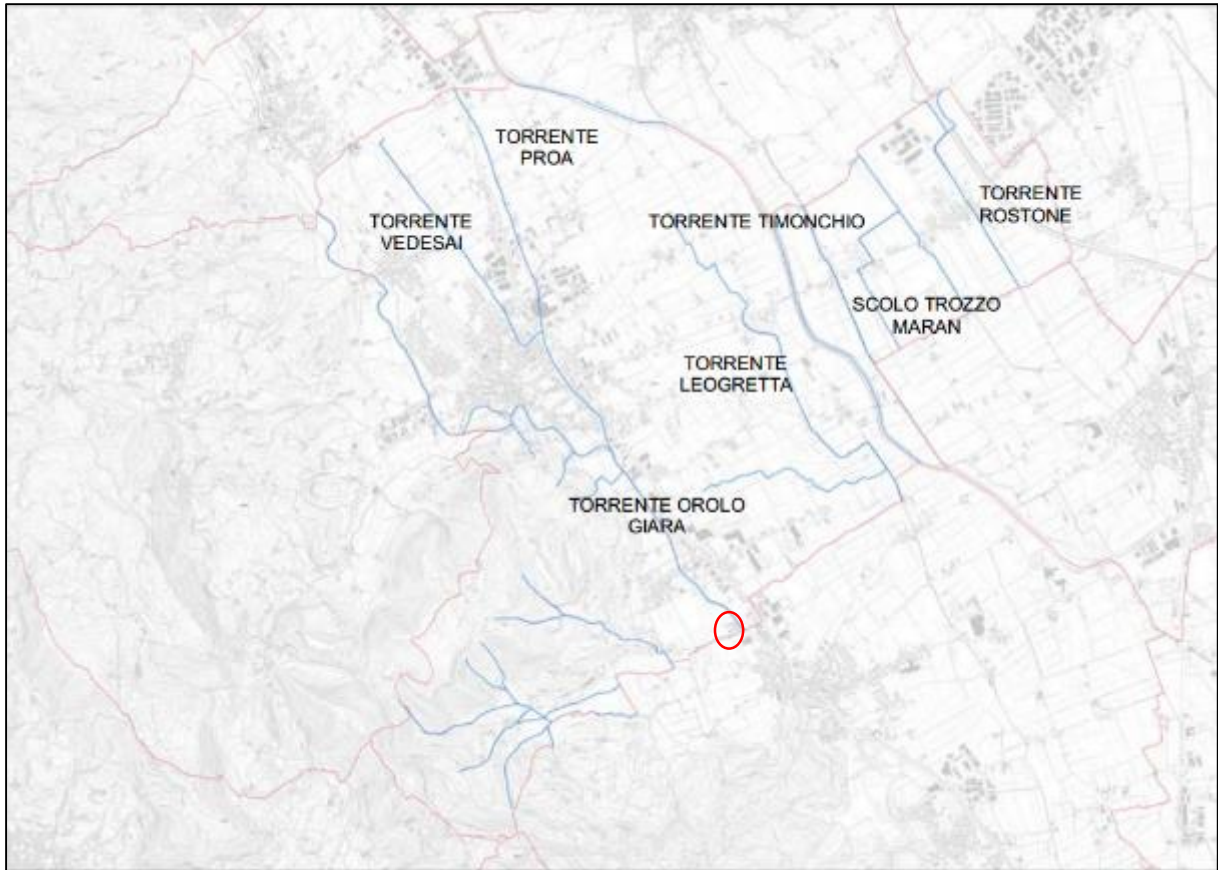 TORRENTE
PROA
TORRENTE
VEDESAI
TORRENTE TIMONCHIO
TORRENTE
ROSTONE
SCOLO TROZZO
MARAN
TORRENTE
LEOGRETTA
TORRENTE OROLO
GIARA